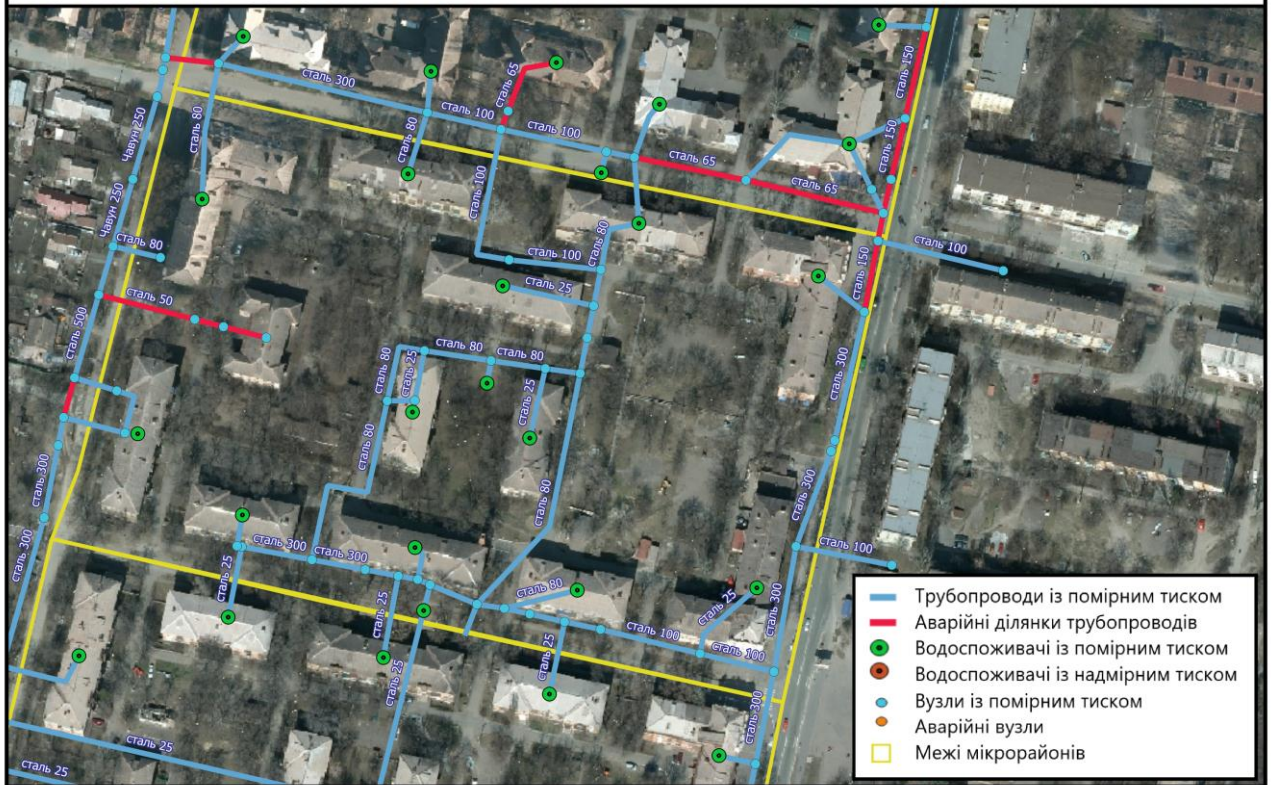 сталь 300
сталь 65
сталь 150
Чавун 250
сталь 80
сталь 100
сталь 100
сталь 80
сталь 150
сталь 65
сталь 65
сталь 100
Чавун 250
сталь 80
сталь 80
сталь 100
сталь 100
сталь 25
сталь 150
сталь 50
сталь 500
сталь 80
сталь 25
сталь 80
сталь 80
сталь 300
сталь 25
сталь 80
сталь 300
сталь 80
сталь 300
сталь 300
сталь 300
сталь 300
сталь 100
сталь 25
сталь 25
сталь 80
сталь 25
сталь 300
сталь 25
сталь 25
сталь 100
сталь 100
сталь 300
сталь 25
сталь 25
Трубопроводи із помірним тиском
Аварійні ділянки трубопроводів
Водоспоживачі із помірним тиском
Водоспоживачі із надмірним тиском
Вузли із помірним тиском
Аварійні вузли
Межі мікрорайонів